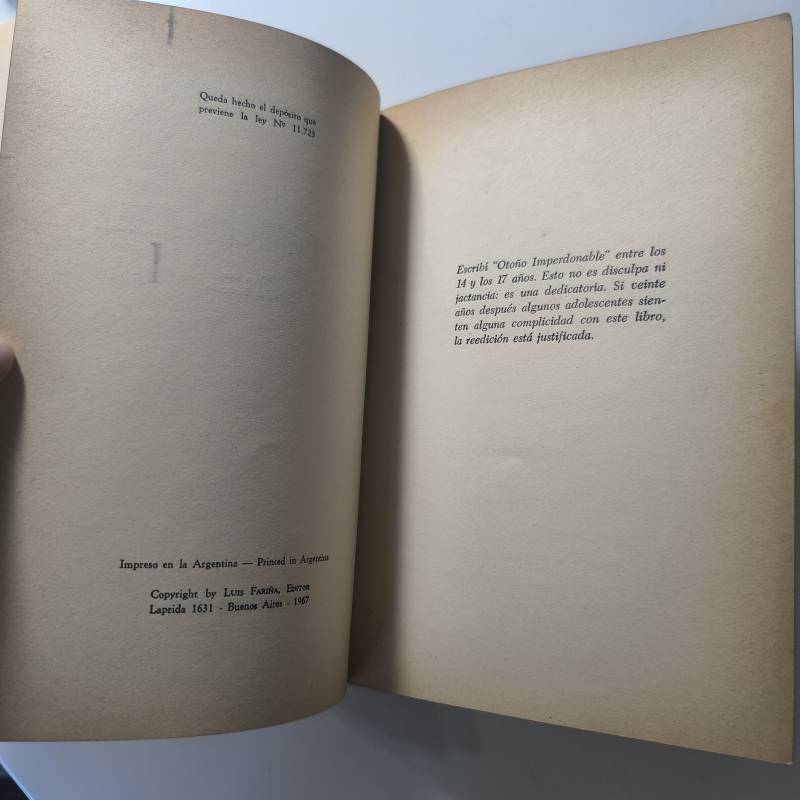 Queda hecho el depósito que
previene la ley Nº 11.723
Impreso en la Argentina — Printed in Argentina
Copyright by Luis Fariña, Editor
Laprida 1631 - Buenos Aires - 1967
Escribí "Otoño Imperdonable" entre los
14 y los 17 años. Esto no es disculpa ni
jactancia: es una dedicatoria. Si veinte
años después algunos adolescentes sien-
ten alguna complicidad con este libro,
la reedición está justificada.